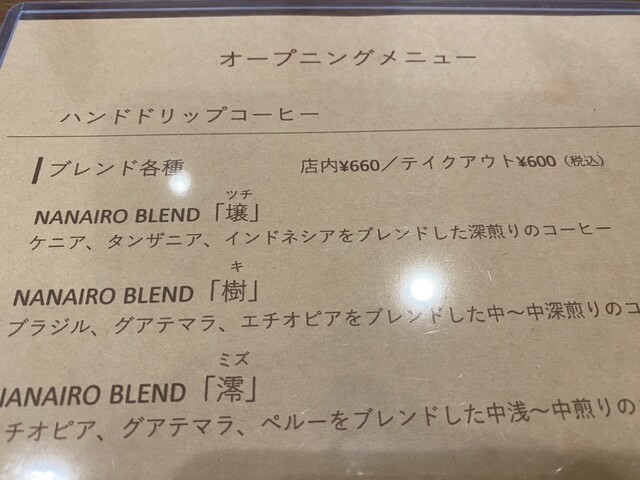 オープニングメニュー
ハンドドリップコーヒー
ブレンド各種 店内¥660／テイクアウト¥600（税込）
ツチ
NANAIRO BLEND「壌」
ケニア、タンザニア、インドネシアをブレンドした深煎りのコーヒー
キ
NANAIRO BLEND「樹」
ブラジル、グアテマラ、エチオピアをブレンドした中〜中深煎りのコ
ミズ
NANAIRO BLEND「澪」
チオピア、グアテマラ、ペルーをブレンドした中浅〜中煎りの